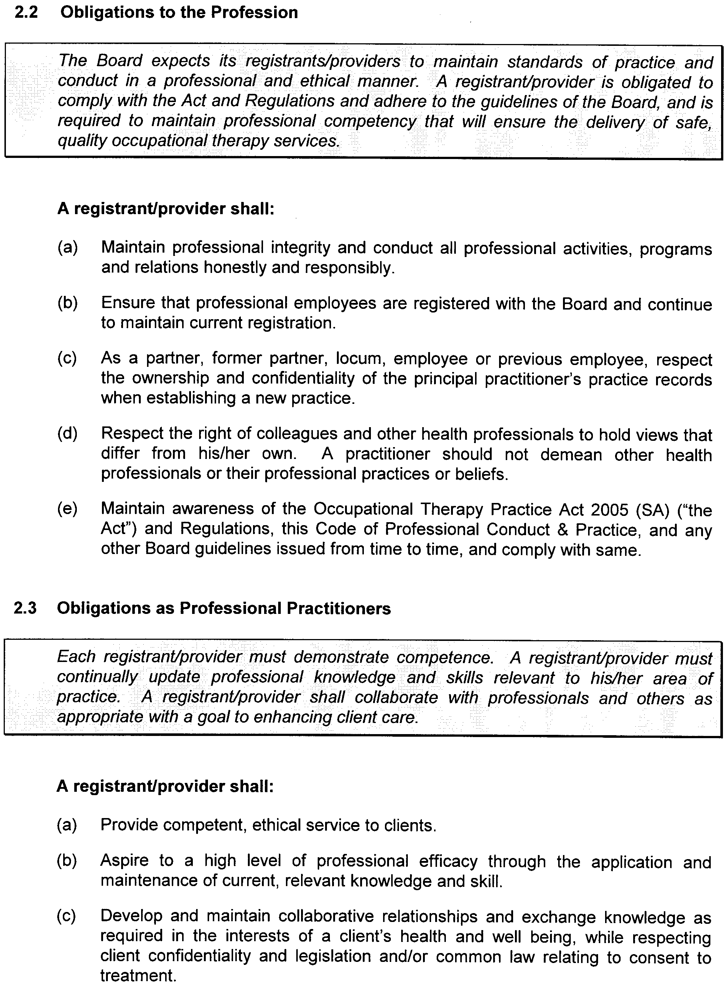 2.2 Obligations to the Profession
The Board expects its registrants/providers to maintain standards of practice and
conduct in a professional and ethical manner. A registrant/provider is obligated to
comply with the Act and Regulations and adhere to the guidelines of the Board, and is
required to maintain professional competency that will ensure the delivery of safe,
quality occupational therapy services.
A registrant/provider shall:
(a) Maintain professional integrity and conduct all professional activities, programs
and relations honestly and responsibly.
(b) Ensure that professional employees are registered with the Board and continue
to maintain current registration.
(c) As a partner, former partner, locum, employee or previous employee, respect
the ownership and confidentiality of the principal practitioner's practice records
when establishing a new practice.
(d) Respect the right of colleagues and other health professionals to hold views that
differ from his/her own. A practitioner should not demean other health
professionals or their professional practices or beliefs.
(e) Maintain awareness of the Occupational Therapy Practice Act 2005 (SA) ("the
Act") and Regulations, this Code of Professional Conduct & Practice, and any
other Board guidelines issued from time to time, and comply with same.
2.3 Obligations as Professional Practitioners
Each registrant/provider must demonstrate competence. A registrant/provider must
continually update professional knowledge and skills relevant to his/her area of
practice. A registrant/provider shall collaborate with professionals and others as
appropriate with a goal to enhancing client care.
A registrant/provider shall:
(a) Provide competent, ethical service to clients.
(b) Aspire to a high level of professional efficacy through the application and
maintenance of current, relevant knowledge and skill.
(c) Develop and maintain collaborative relationships and exchange knowledge as
required in the interests of a client's health and well being, while respecting
client confidentiality and legislation and/or common law relating to consent to
treatment.